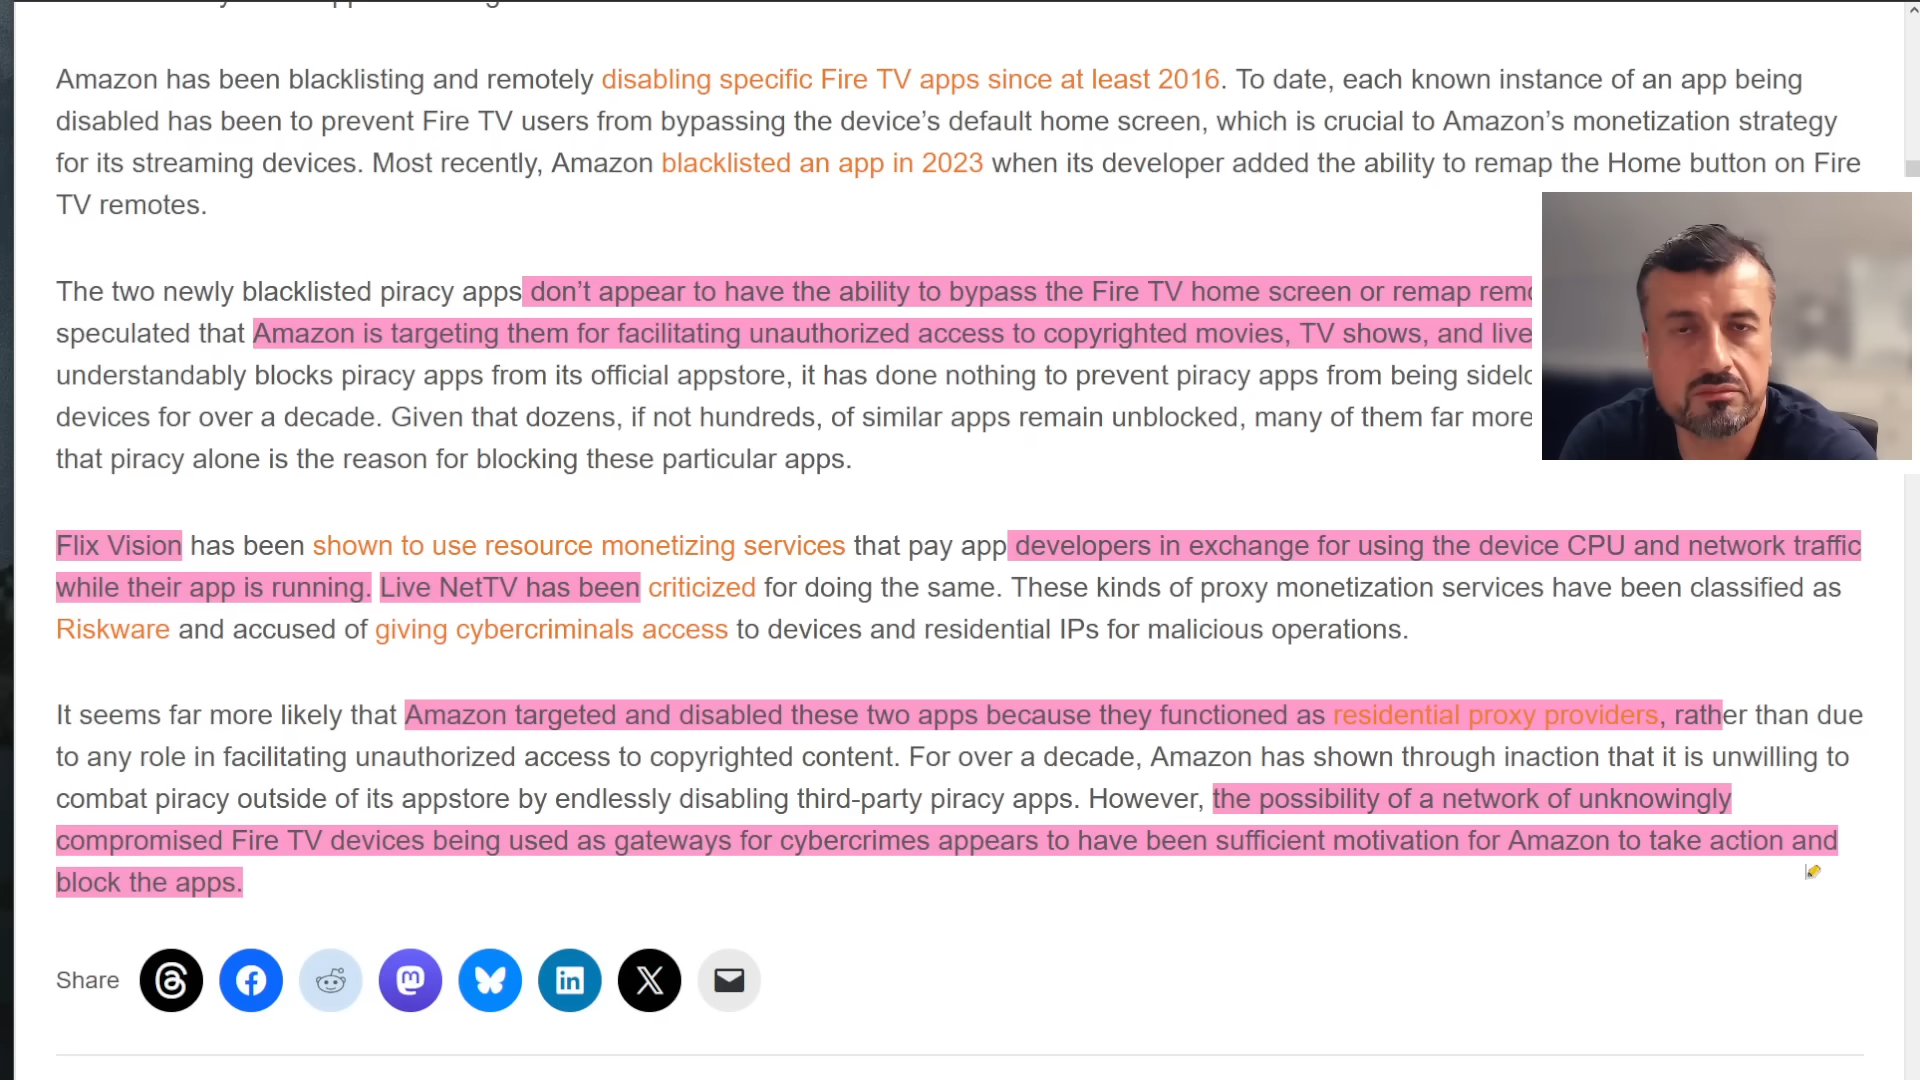 Amazon has been blacklisting and remotely disabling specific Fire TV apps since at least 2016. To date, each known instance of an app being
disabled has been to prevent Fire TV users from bypassing the device’s default home screen, which is crucial to Amazon’s monetization strategy
for its streaming devices. Most recently, Amazon blacklisted an app in 2023 when its developer added the ability to remap the Home button on Fire
TV remotes.
The two newly blacklisted piracy apps don’t appear to have the ability to bypass the Fire TV home screen or remap
speculated that Amazon is targeting them for facilitating unauthorized access to copyrighted movies, TV shows, and live
understandably blocks piracy apps from its official appstore, it has done nothing to prevent piracy apps from being
devices for over a decade. Given that dozens, if not hundreds, of similar apps remain unblocked, many of them far more
that piracy alone is the reason for blocking these particular apps.
Flix Vision has been shown to use resource monetizing services that pay app developers in exchange for using the device CPU and network traffic
while their app is running. Live NetTV has been criticized for doing the same. These kinds of proxy monetization services have been classified as
Riskware and accused of giving cybercriminals access to devices and residential IPs for malicious operations.
It seems far more likely that Amazon targeted and disabled these two apps because they functioned as residential proxy providers, rather than due
to any role in facilitating unauthorized access to copyrighted content. For over a decade, Amazon has shown through inaction that it is unwilling to
combat piracy outside of its appstore by endlessly disabling third-party piracy apps. However, the possibility of a network of unknowingly
compromised Fire TV devices being used as gateways for cybercrimes appears to have been sufficient motivation for Amazon to take action and
block the apps.
Share